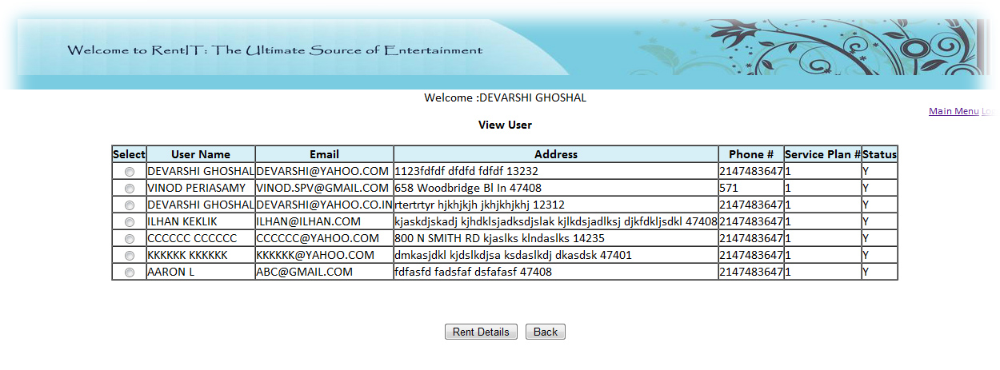 Welcome to RentIT: The Ultimate Source of Entertainment
Welcome :DEVARSHI GHOSHAL
Main Menu
View User
Select User Name Email Address Phone # Service Plan # Status
DEVARSHI GHOSHAL DEVARSHI@YAHOO.COM 1123fdfdf dfdfd fdfdf 13232 2147483647 1 Y
VINOD PERIASAMY VINOD.SPV@GMAIL.COM 658 Woodbridge Bl In 47408 571 1 Y
DEVARSHI GHOSHAL DEVARSHI@YAHOO.CO.IN rtertrtyr hjkhjkjh jkhjkhjkhj 12312 2147483647 1 Y
ILHAN KEKLIK ILHAN@ILHAN.COM kjaskdjskadj kjhdklsjadksdjslak kjlkdsjadlksj djkfdkljsdkl 47408 2147483647 1 Y
CCCCCC CCCCCC CCCCCC@YAHOO.COM 800 N SMITH RD kjaslks klndaslks 14235 2147483647 1 Y
KKKKKK KKKKKK KKKKKK@YAHOO.COM dmkasjdkl kjdslkdjsa ksdaslkdj dkasdsk 47401 2147483647 1 Y
AARON L ABC@GMAIL.COM fdfasfd fadsfaf dsfafasf 47408 2147483647 1 Y
Rent Details Back